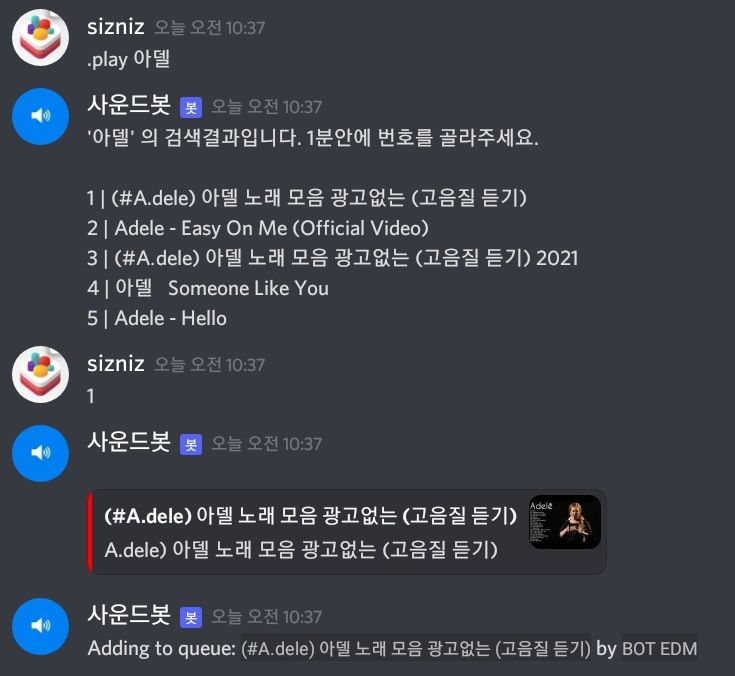 sizniz 오늘 오전 10:37
.play 아델
사운드봇 봇 오늘 오전 10:37
'아델' 의 검색결과입니다. 1분안에 번호를 골라주세요.
1 | (#A.dele) 아델 노래 모음 광고없는 (고음질 듣기)
2 | Adele - Easy On Me (Official Video)
3 | (#A.dele) 아델 노래 모음 광고없는 (고음질 듣기) 2021
4 | 아델   Someone Like You
5 | Adele - Hello
sizniz 오늘 오전 10:37
1
사운드봇 봇 오늘 오전 10:37
(#A.dele) 아델 노래 모음 광고없는 (고음질 듣기)
A.dele) 아델 노래 모음 광고없는 (고음질 듣기)
Adele
사운드봇 봇 오늘 오전 10:37
Adding to queue: (#A.dele) 아델 노래 모음 광고없는 (고음질 듣기) by BOT EDM